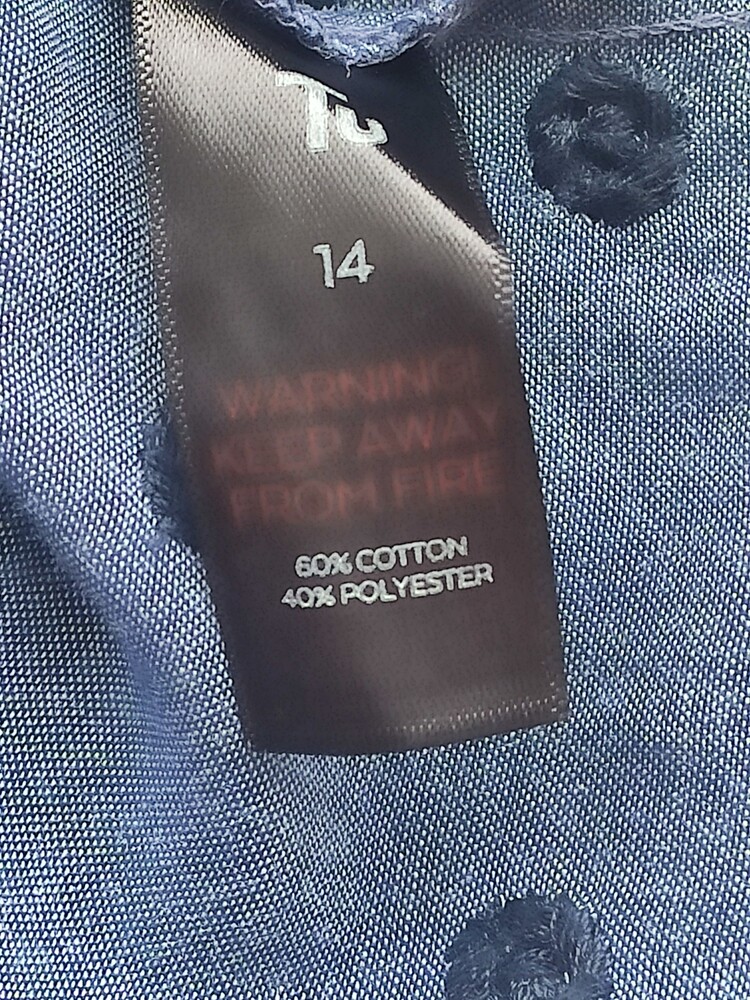 Tu
14
WARNING!
KEEP AWAY
FROM FIRE
60% COTTON
40% POLYESTER